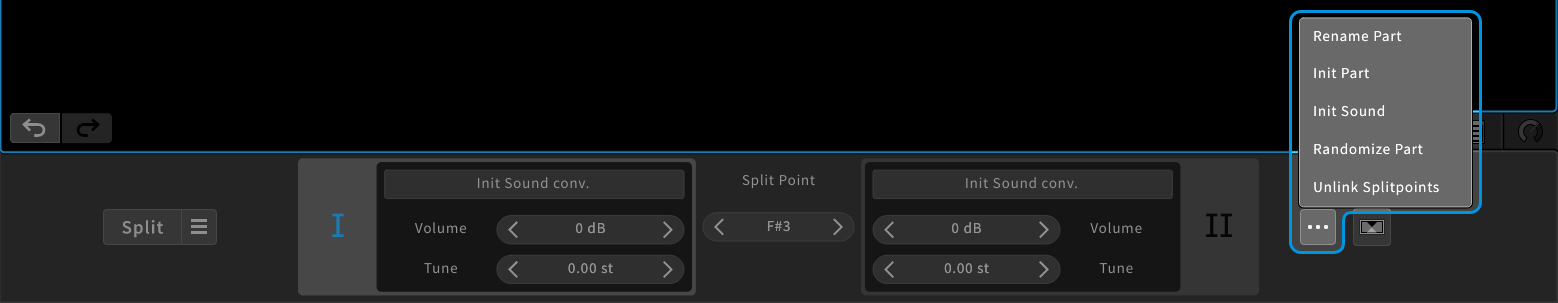 Rename Part
Init Part
Init Sound
Randomize Part
Unlink Splitpoints
Split
I
Init Sound conv.
Volume
0 dB
Tune
0.00 st
Split Point
F#3
Init Sound conv.
0 dB
Volume
0.00 st
Tune
II